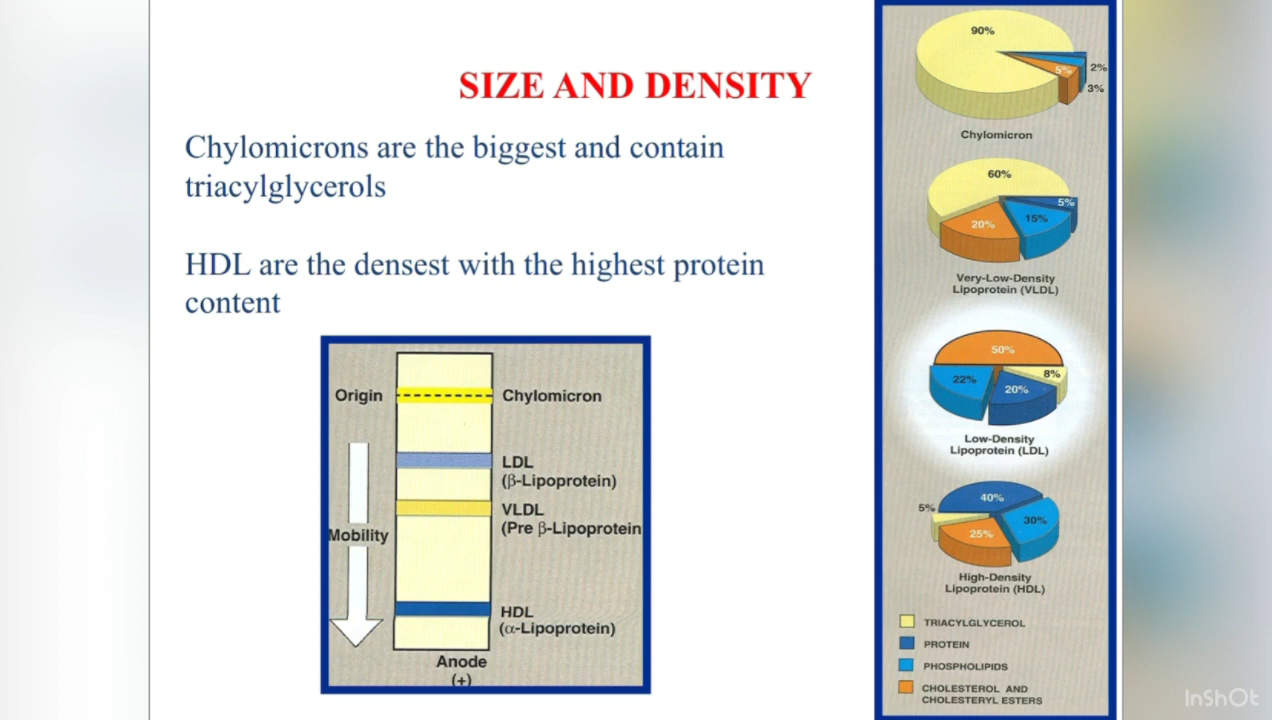 SIZE AND DENSITY
Chylomicrons are the biggest and contain
triacylglycerols
HDL are the densest with the highest protein
content
Origin
Chylomicron
LDL
(β-Lipoprotein)
VLDL
(Pre β-Lipoprotein
Mobility
HDL
(α-Lipoprotein)
Anode
(+)
90%
5%
2%
3%
Chylomicron
60%
5%
15%
20%
Very-Low-Density
Lipoprotein (VLDL)
50%
8%
22%
20%
Low-Density
Lipoprotein (LDL)
40%
5%
30%
25%
High-Density
Lipoprotein (HDL)
TRIACYLGLYCEROL
PROTEIN
PHOSPHOLIPIDS
CHOLESTEROL AND
CHOLESTERYL ESTERS
InShOt